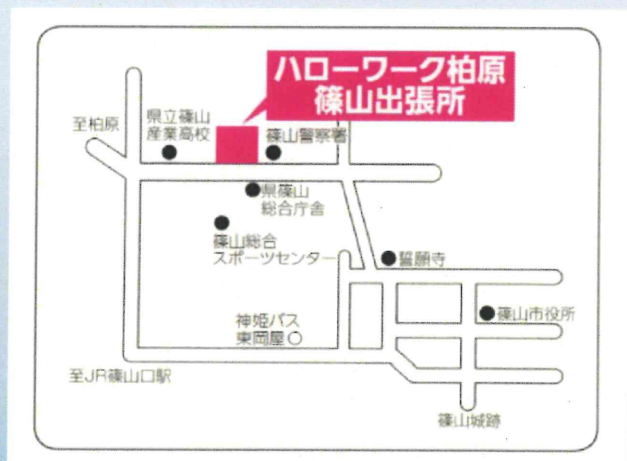 ハローワーク柏原
篠山出張所
至柏原
県立篠山
産業高校
篠山警察署
県篠山
総合庁舎
篠山総合
スポーツセンター
誓願寺
篠山市役所
神姫バス
東岡屋
至JR篠山口駅
篠山城跡